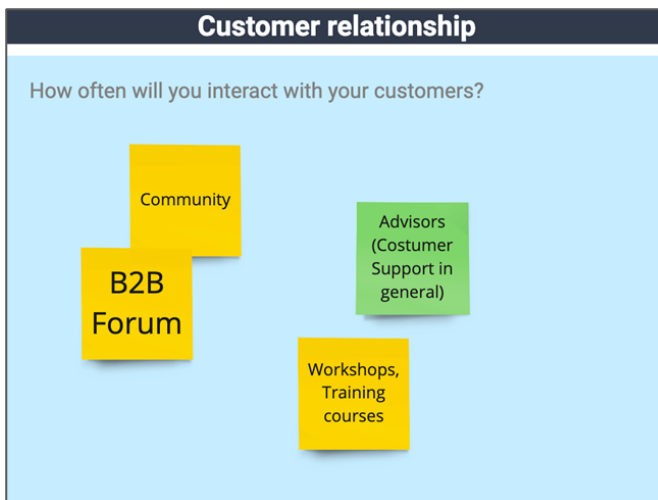 Customer relationship
How often will you interact with your customers?
Community
B2B
Forum
Advisors
(Costumer
Support in
general)
Workshops,
Training
courses